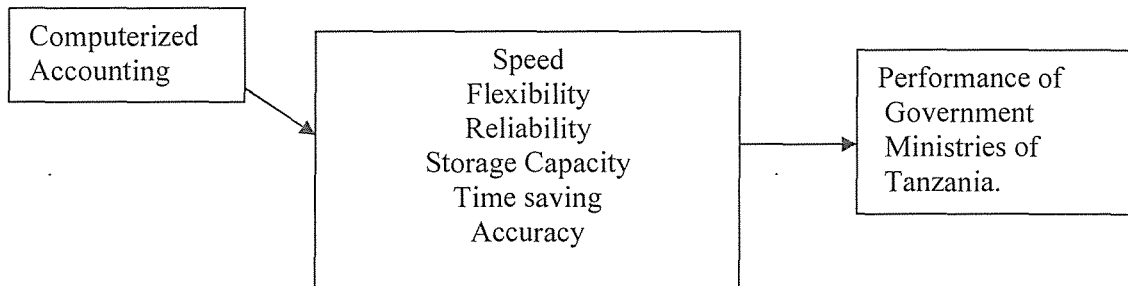 Computerized
Accounting
Speed
Flexibility
Reliability
Storage Capacity
Time saving
Accuracy
Performance of
Government
Ministries of
Tanzania.